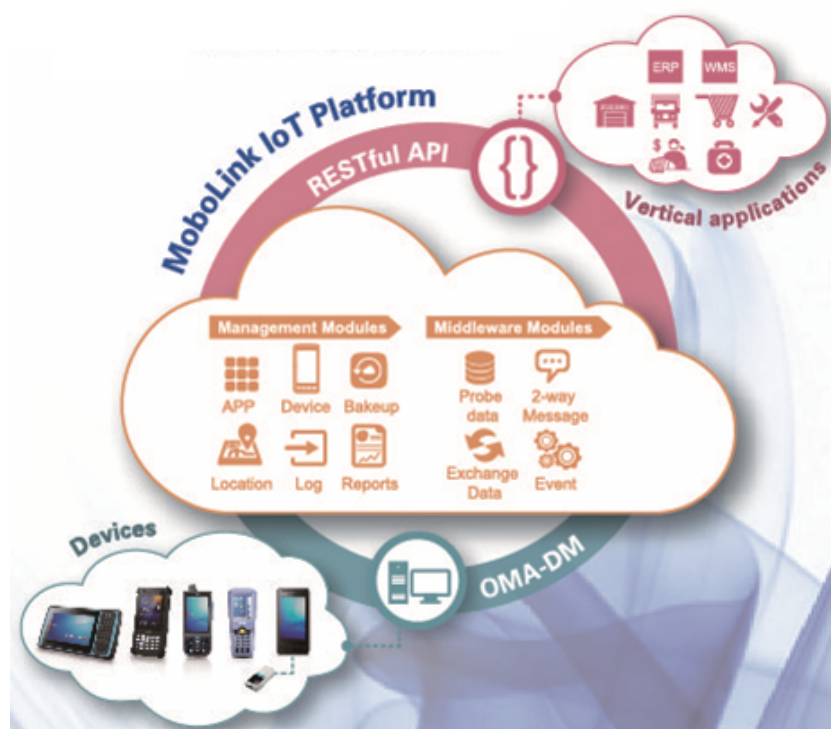 MoboLink IoT Platform
RESTful API
{}
ERP WMS
$
Vertical applications
Management Modules
APP Device Bakeup
Location Log Reports
Middleware Modules
Probe
data
2-way
Message
Exchange
Data
Event
Devices
OMA-DM